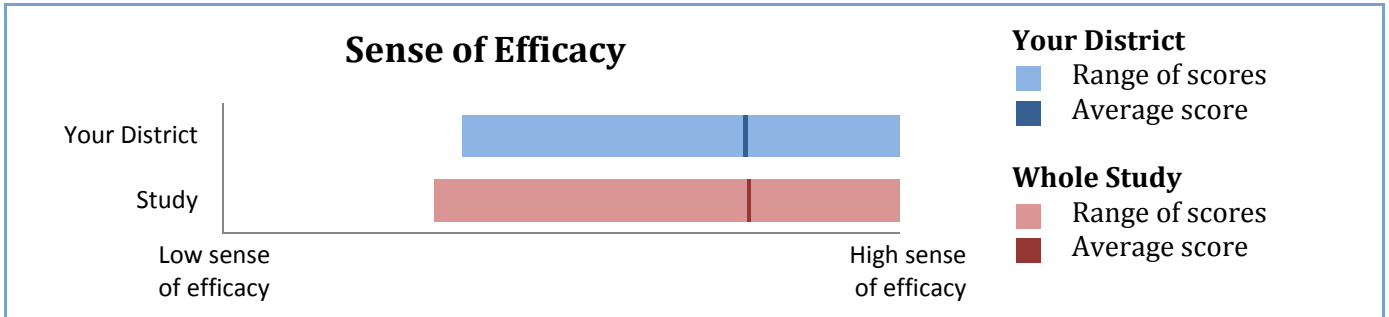 Sense of Efficacy
Your District
Study
Low sense
of efficacy
High sense
of efficacy
Your District
Range of scores
Average score
Whole Study
Range of scores
Average score